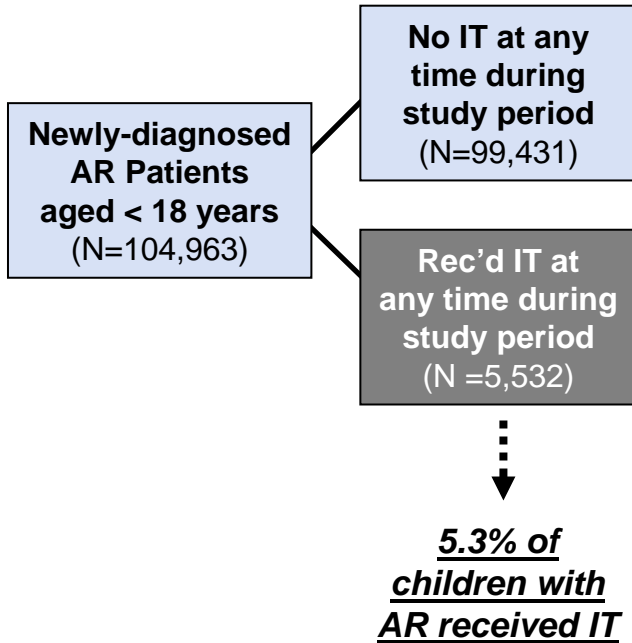 Newly-diagnosed
AR Patients
aged < 18 years
(N=104,963)
No IT at any
time during
study period
(N=99,431)
Rec'd IT at
any time during
study period
(N =5,532)
5.3% of
children with
AR received IT